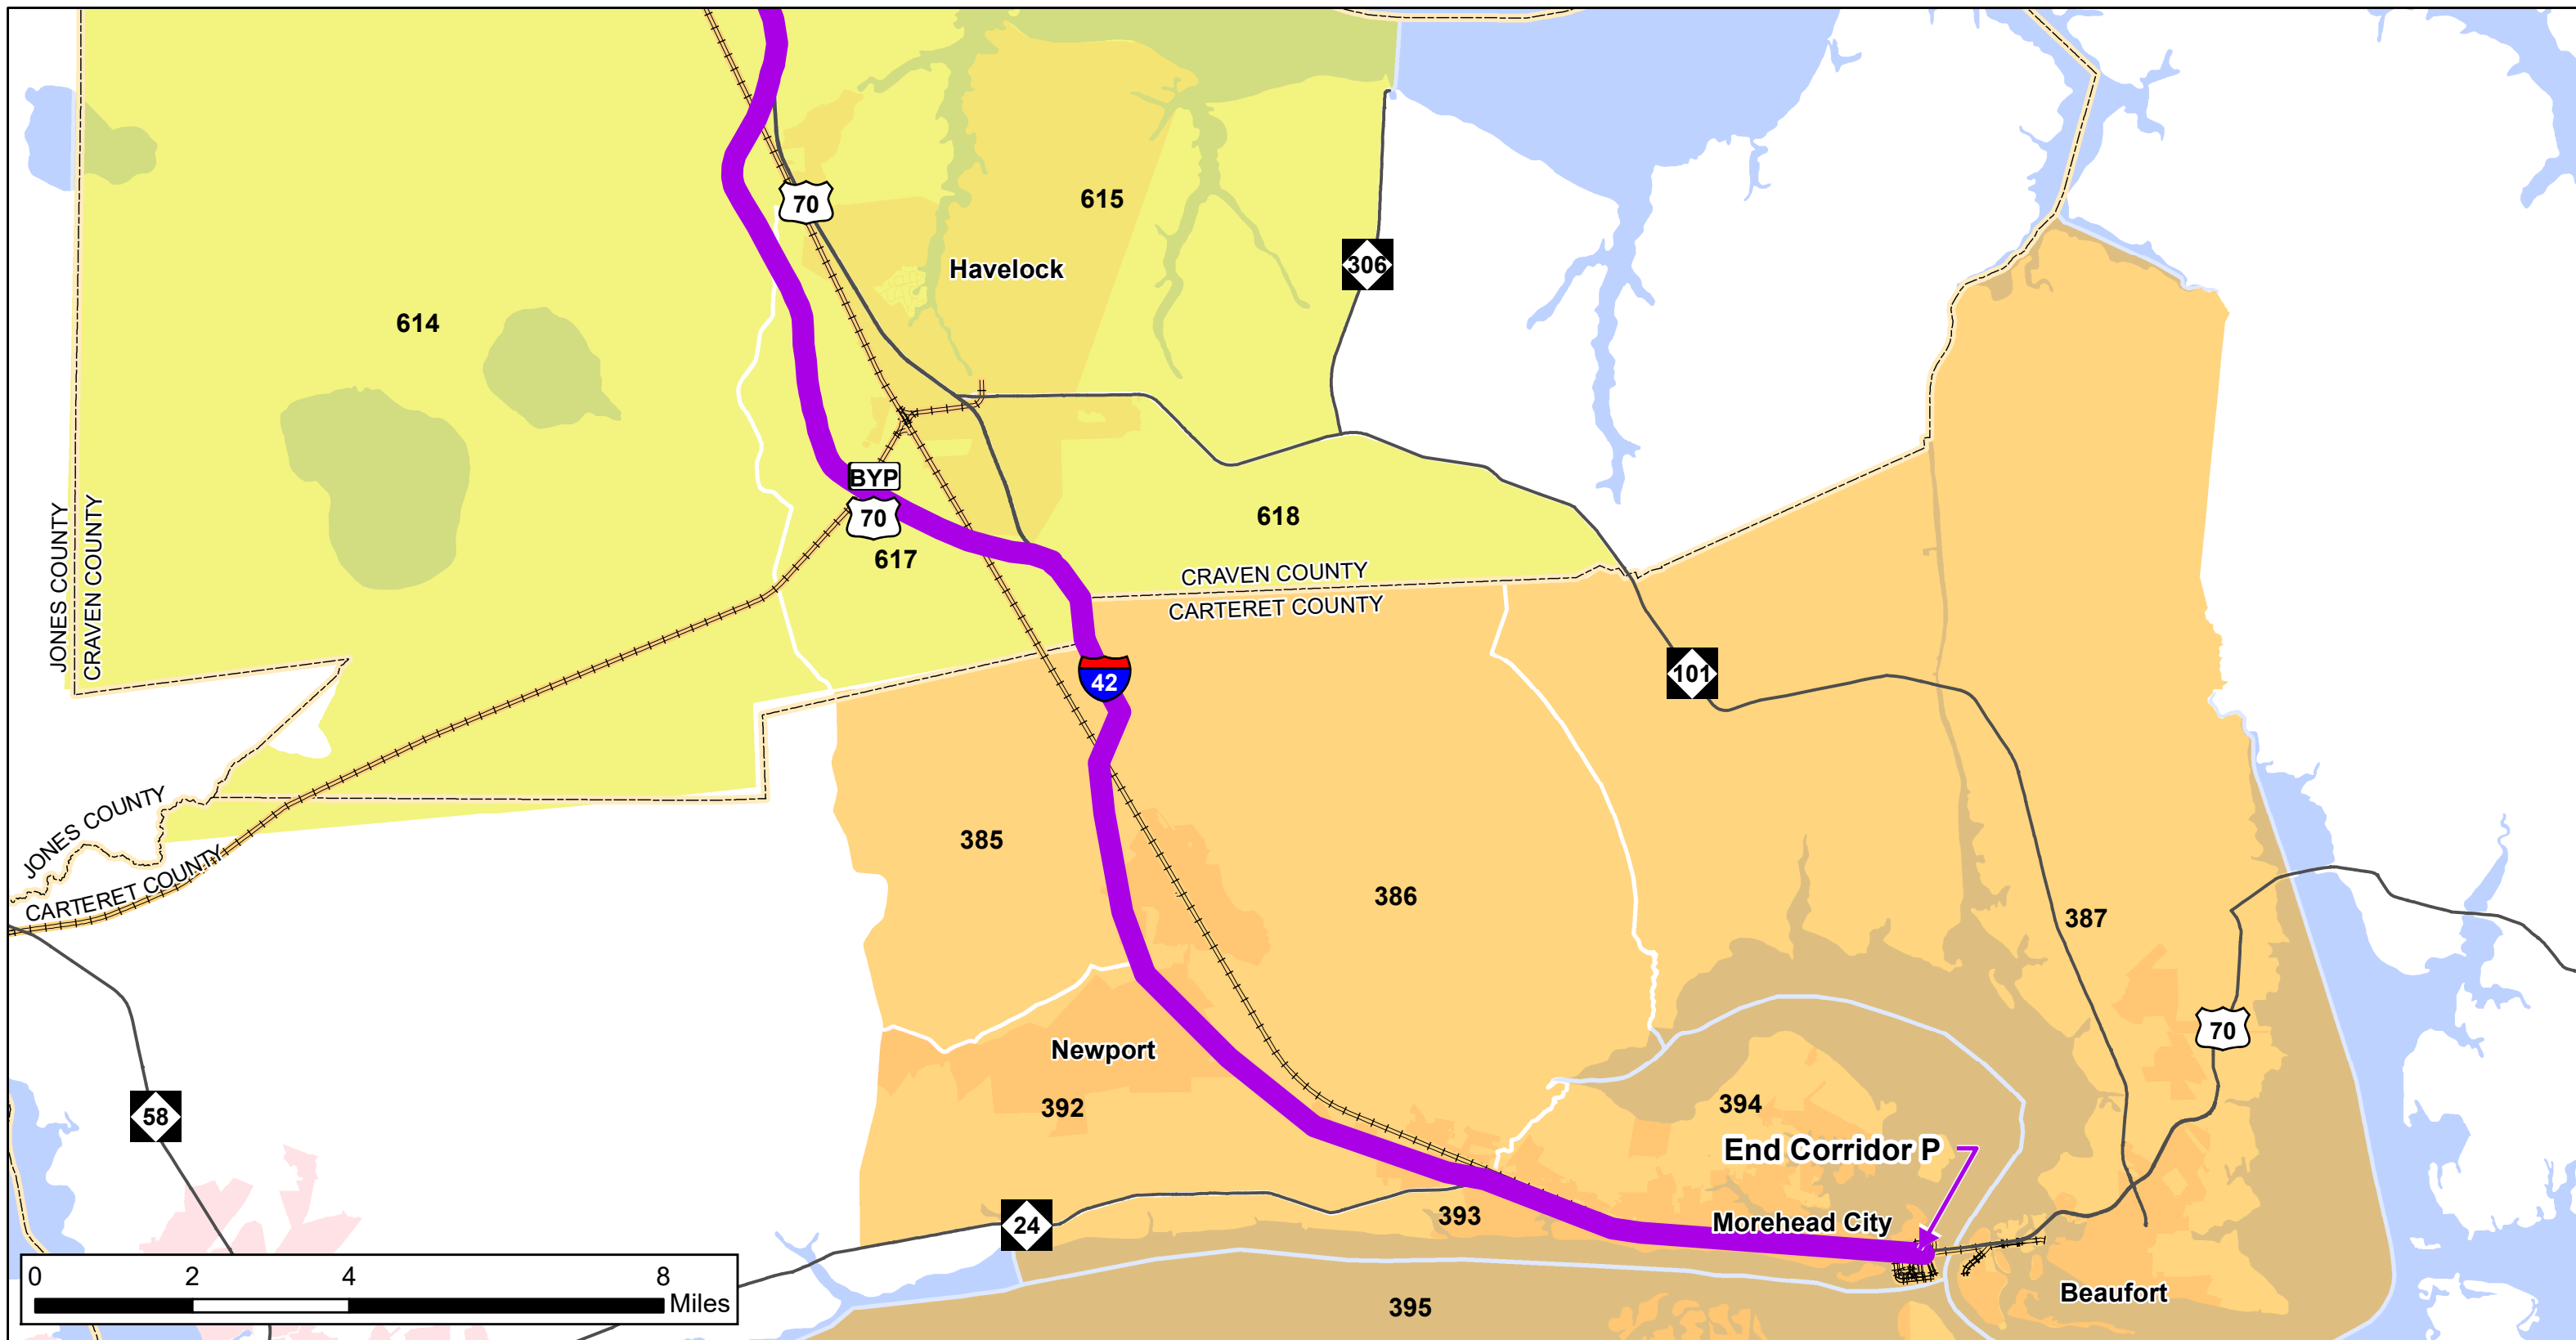 70
615
306
Havelock
614
BYP
70
618
617
JONES COUNTY
CRAVEN COUNTY
CRAVEN COUNTY
CARTERET COUNTY
42
101
JONES COUNTY
CARTERET COUNTY
385
386
387
70
Newport
392
58
394
End Corridor P
24
393
Morehead City
395
Beaufort
0 2 4 8
Miles